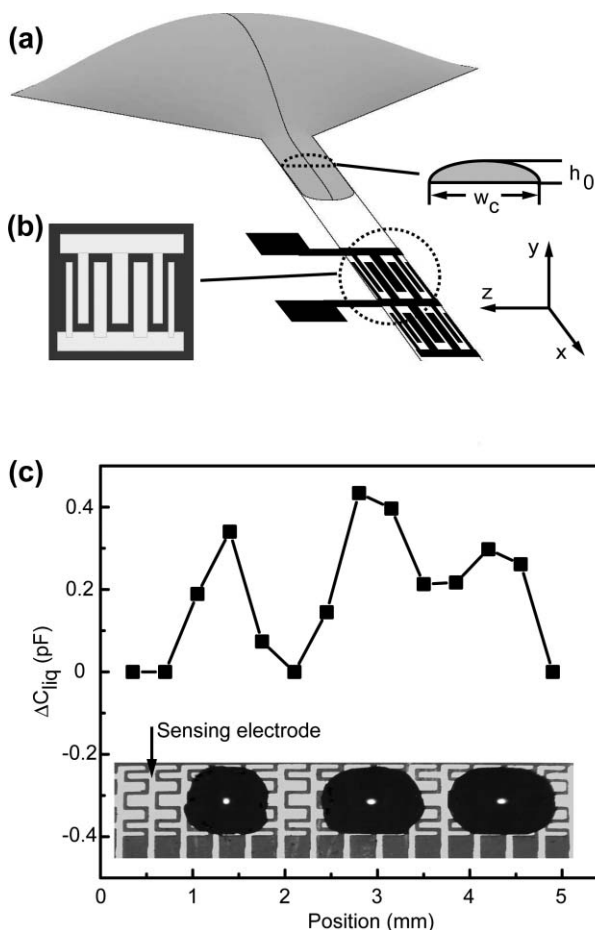 (a)
h0
wc
(b)
y
z
x
(c)
0.4
0.2
0
-0.2
-0.4
ΔCliq (pF)
Sensing electrode
0 1 2 3 4 5
Position (mm)